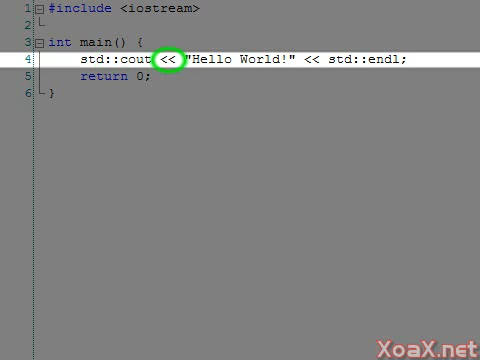 1 #include <iostream>
2
3 int main() {
4 std::cout << "Hello World!" << std::endl;
5 return 0;
6 }
XoaX.net